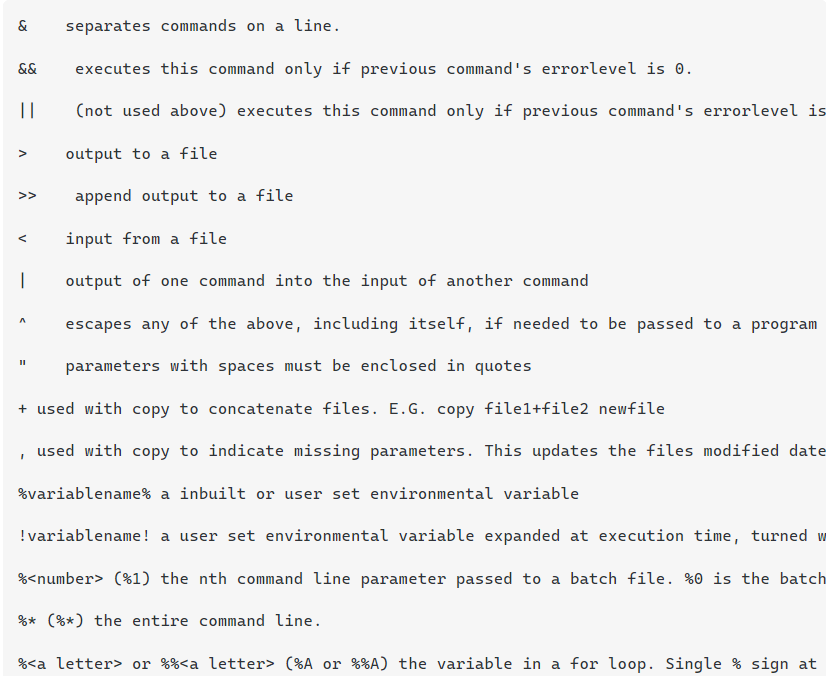 &    separates commands on a line.
&&    executes this command only if previous command's errorlevel is 0.
||    (not used above) executes this command only if previous command's errorlevel is
>    output to a file
>>    append output to a file
<    input from a file
|    output of one command into the input of another command
^    escapes any of the above, including itself, if needed to be passed to a program
"    parameters with spaces must be enclosed in quotes
+ used with copy to concatenate files. E.G. copy file1+file2 newfile
, used with copy to indicate missing parameters. This updates the files modified date
%variablename% a inbuilt or user set environmental variable
!variablename! a user set environmental variable expanded at execution time, turned w
%<number> (%1) the nth command line parameter passed to a batch file. %0 is the batch
%* (%*) the entire command line.
%<a letter> or %%<a letter> (%A or %%A) the variable in a for loop. Single % sign at